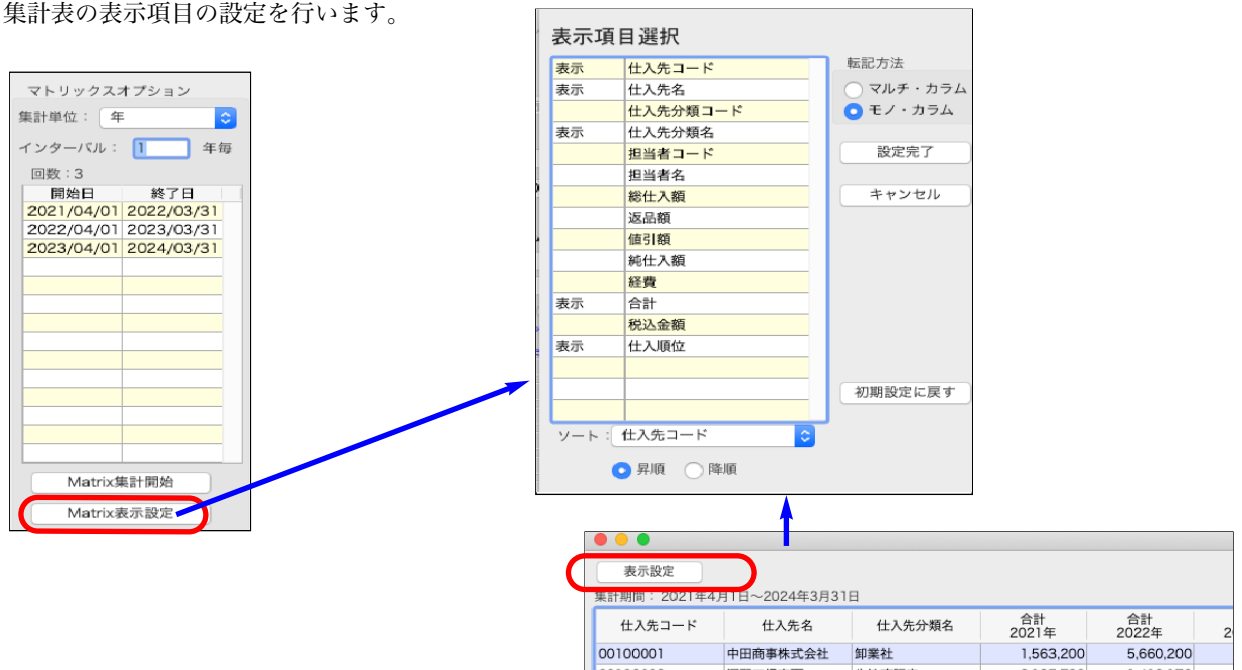 集計表の表示項目の設定を行います。
マトリックスオプション
集計単位： 年
インターバル： 1 年毎
回数：3
開始日 終了日
2021/04/01 2022/03/31
2022/04/01 2023/03/31
2023/04/01 2024/03/31
Matrix集計開始
Matrix表示設定
表示項目選択
表示 仕入先コード
表示 仕入先名
仕入先分類コード
表示 仕入先分類名
担当者コード
担当者名
総仕入額
返品額
値引額
純仕入額
経費
表示 合計
税込金額
表示 仕入順位
ソート： 仕入先コード
昇順 降順
転記方法
マルチ・カラム
モノ・カラム
設定完了
キャンセル
初期設定に戻す
表示設定
集計期間： 2021年4月1日～2024年3月31日
仕入先コード 仕入先名 仕入先分類名 合計 合計
2021年 2022年
00100001 中田商事株式会社 卸業社 1,563,200 5,660,200